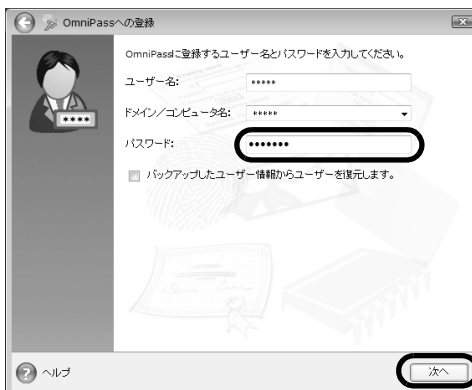 OmniPassへの登録
OmniPassに登録するユーザー名とパスワードを入力してください。
ユーザー名: *****
ドメイン／コンピュータ名: *****
パスワード: •••••••
バックアップしたユーザー情報からユーザーを復元します。
****
ヘルプ
次へ